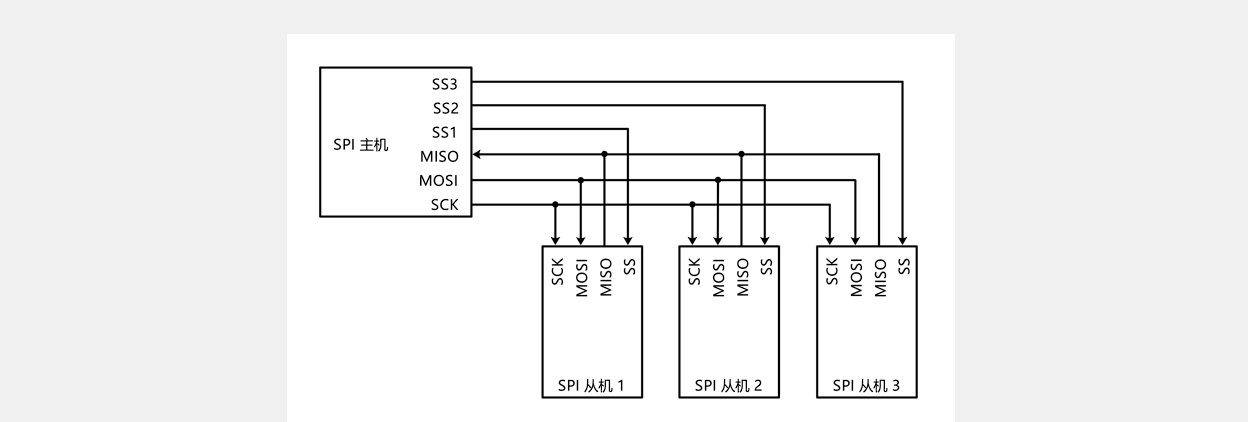 SS3
SS2
SS1
SPI 主机
MISO
MOSI
SCK
SCK
MOSI
MISO
SS
SCK
MOSI
MISO
SS
SCK
MOSI
MISO
SS
SPI 从机 1
SPI 从机 2
SPI 从机 3